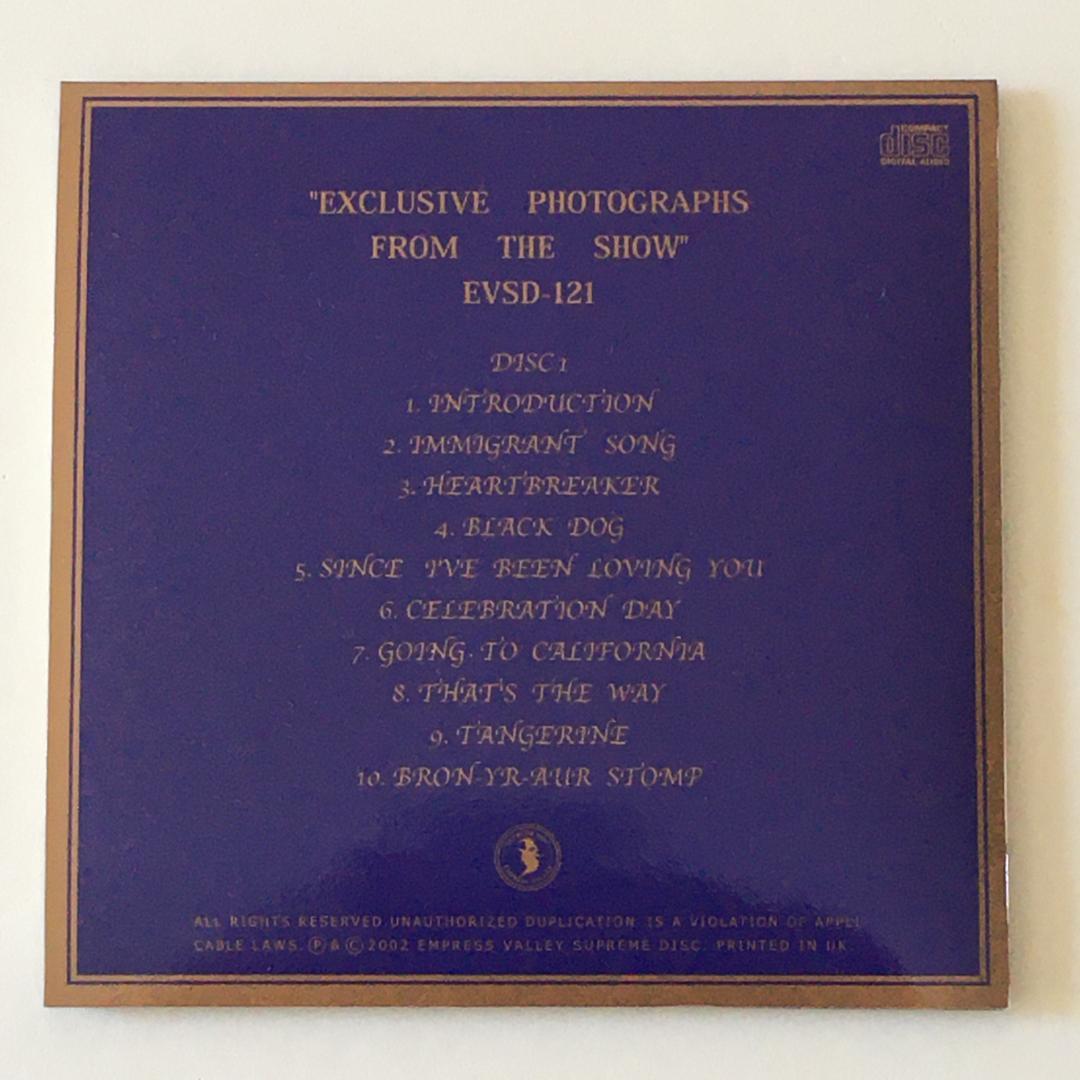 COMPACT
disc
DIGITAL AUDIO
"EXCLUSIVE PHOTOGRAPHS
FROM THE SHOW"
EVSD-121
DISC 1
1. INTRODUCTION
2. IMMIGRANT SONG
3. HEARTBREAKER
4. BLACK DOG
5. SINCE I'VE BEEN LOVING YOU
6. CELEBRATION DAY
7. GOING TO CALIFORNIA
8. THAT'S THE WAY
9. TANGERINE
10. BRON-YR-AUR STOMP
ALL RIGHTS RESERVED. UNAUTHORIZED DUPLICATION IS A VIOLATION OF APPLI-
CABLE LAWS. Ⓟ & Ⓒ 2002 EMPRESS VALLEY SUPREME DISC. PRINTED IN UK.